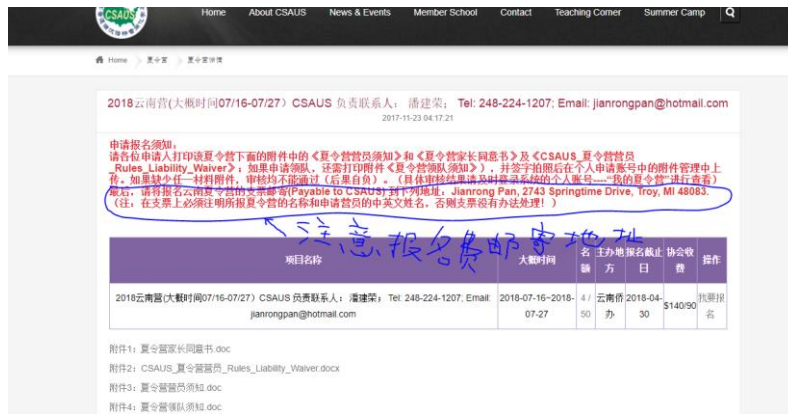 CSAUS
Home About CSAUS News & Events Member School Contact Teaching Corner Summer Camp
Home > 夏令营 > 夏令营详情
2018云南营(大概时间07/16-07/27）CSAUS 负责联系人： 潘建荣； Tel: 248-224-1207; Email: jianrongpan@hotmail.com
2017-11-23 04:17:21
申请报名须知：
请各位申请人打印该夏令营下面的附件中的《夏令营营员须知》和《夏令营家长同意书》及《CSAUS_夏令营营员
_Rules_Liability_Waiver》；如果申请领队，还需打印附件《夏令营领队须知》），并签字拍照后在个人申请账号中的附件管理中上
传。如果缺少任一材料附件，审核均不能通过（后果自负）。（具体审核结果请及时登录系统的个人账号----"我的夏令营"进行查看）
最后，请将报名云南夏令营的支票邮寄(Payable to CSAUS) 到下列地址：Jianrong Pan, 2743 Springtime Drive, Troy, MI 48083.
（注：在支票上必须注明所报夏令营的名称和申请营员的中英文姓名，否则支票没有办法处理！）
注意报名费邮寄地址
项目名称 大概时间 名额 主办地方 报名截止日 协会收费 操作
2018云南营(大概时间07/16-07/27）CSAUS 负责联系人： 潘建荣； Tel: 248-224-1207; Email: jianrongpan@hotmail.com 2018-07-16~2018-07-27 4 / 50 云南侨办 2018-04-30 $140/90 我要报名
附件1：夏令营家长同意书.doc
附件2：CSAUS_夏令营营员_Rules_Liability_Waiver.docx
附件3：夏令营营员须知.doc
附件4：夏令营领队须知.doc